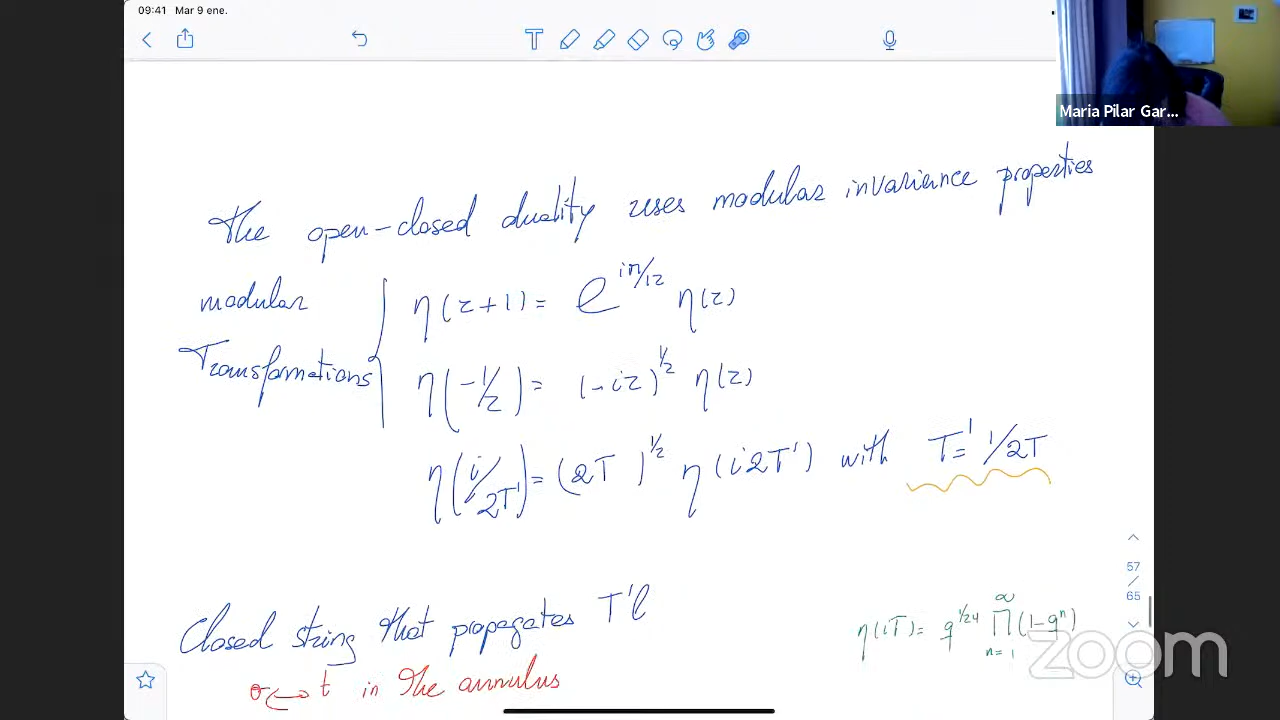 09:41 Mar 9 ene.
Maria Pilar Gar...
The open-closed duality uses modular invariance properties
modular
Transformations
η(z+1) = e^{iπ/12} η(z)
η(-1/z) = (-iz)^{1/2} η(z)
η(i/2T') = (2T )^{1/2} η(i2T') with T'= 1/2T
57
/
65
Closed string that propagates T'l
η(iT) = q^{1/24} ∏_{n=1}^{∞} (1-q^n)
σ ↔ t in the annulus
zoom